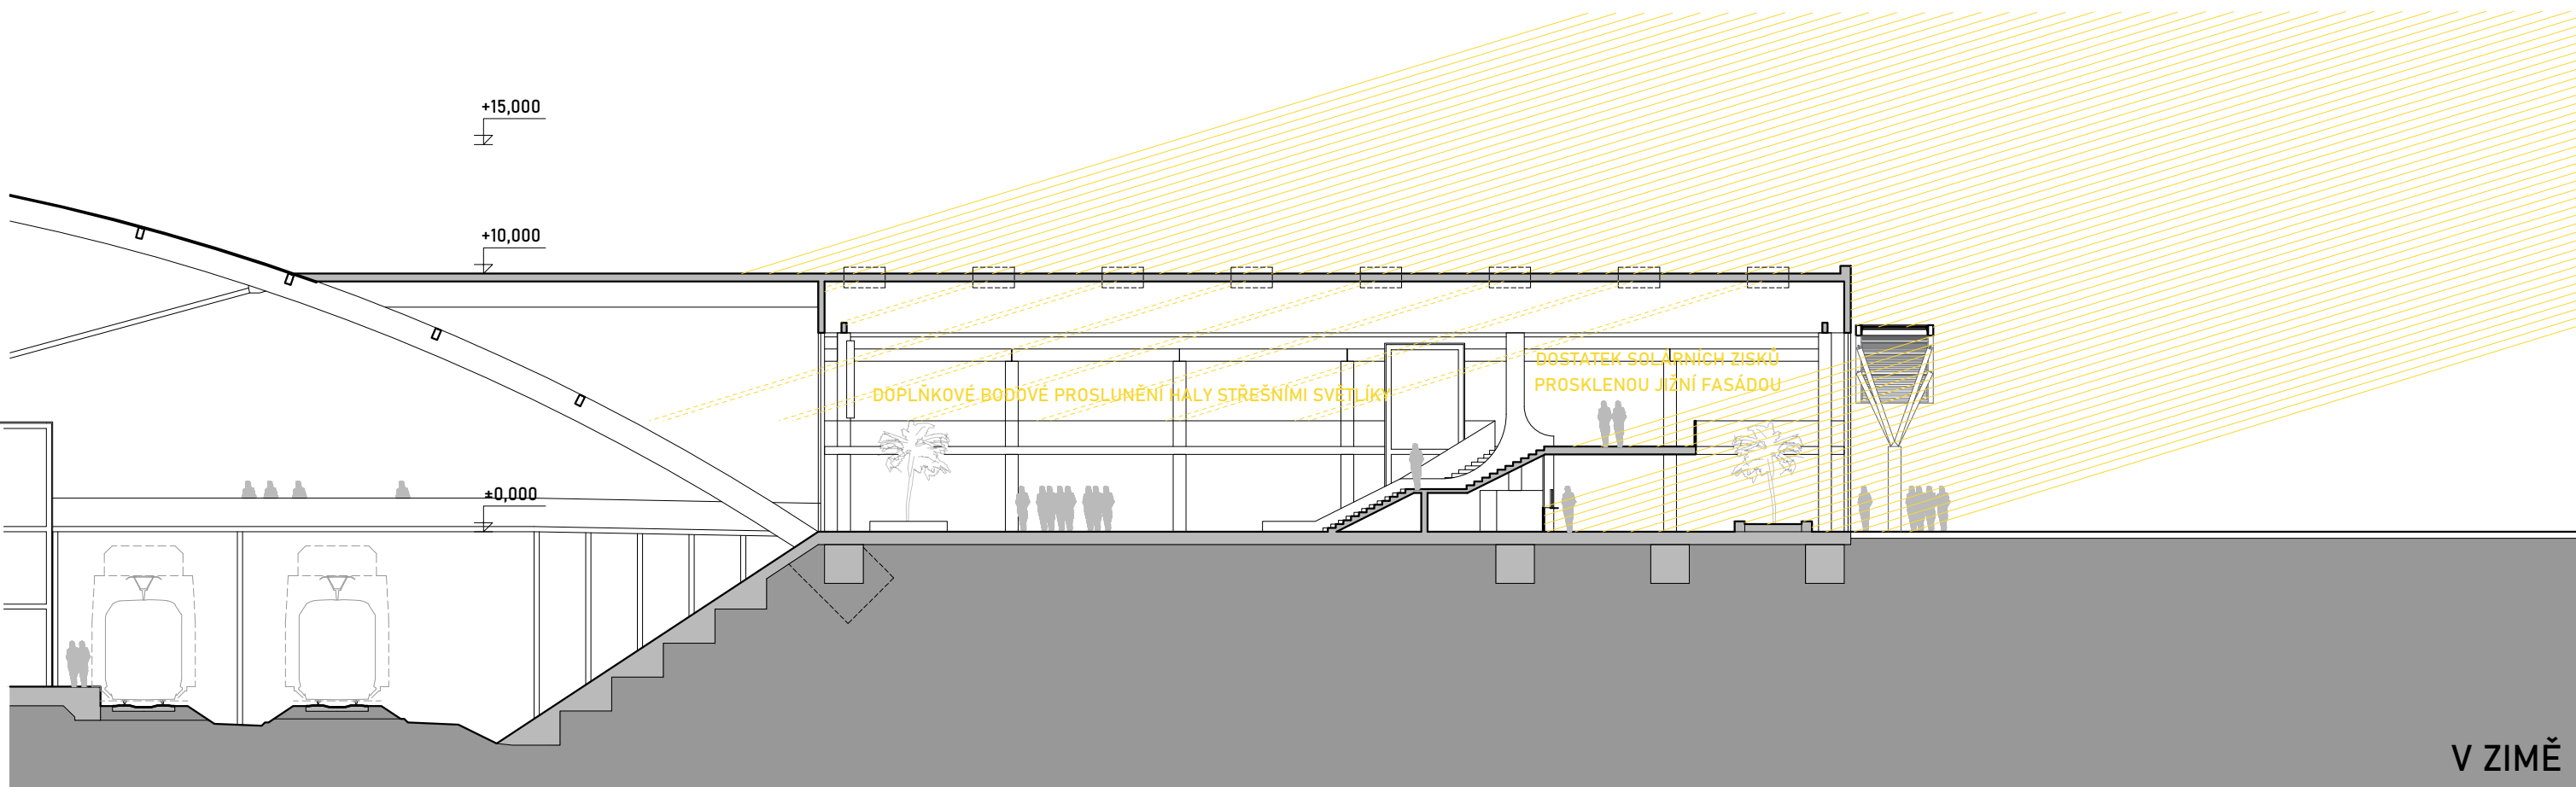 +15,000
+10,000
DOSTATEK SOLÁRNÍCH ZISKŮ
PROSKLENOU JIŽNÍ FASÁDOU
DOPLŇKOVÉ BODOVÉ PROSLUNĚNÍ HALY STŘEŠNÍMI SVĚTLÍKY
±0,000
V ZIMĚ